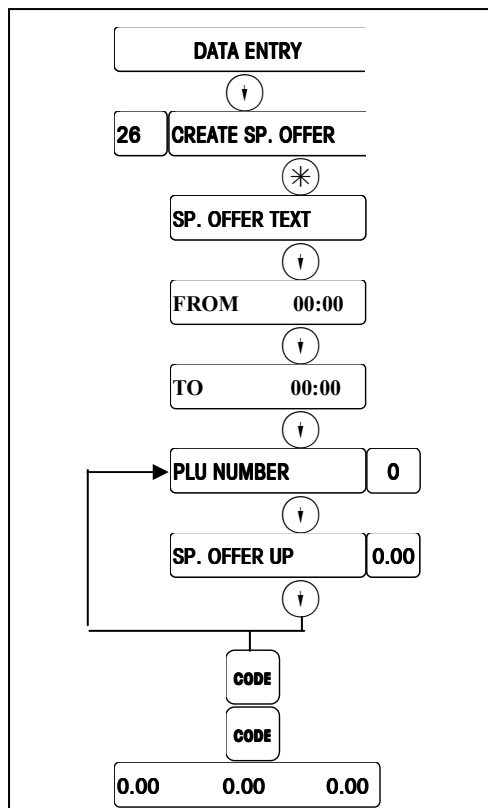 DATA ENTRY
26 CREATE SP. OFFER
SP. OFFER TEXT
FROM 00:00
TO 00:00
PLU NUMBER 0
SP. OFFER UP 0.00
CODE
CODE
0.00 0.00 0.00